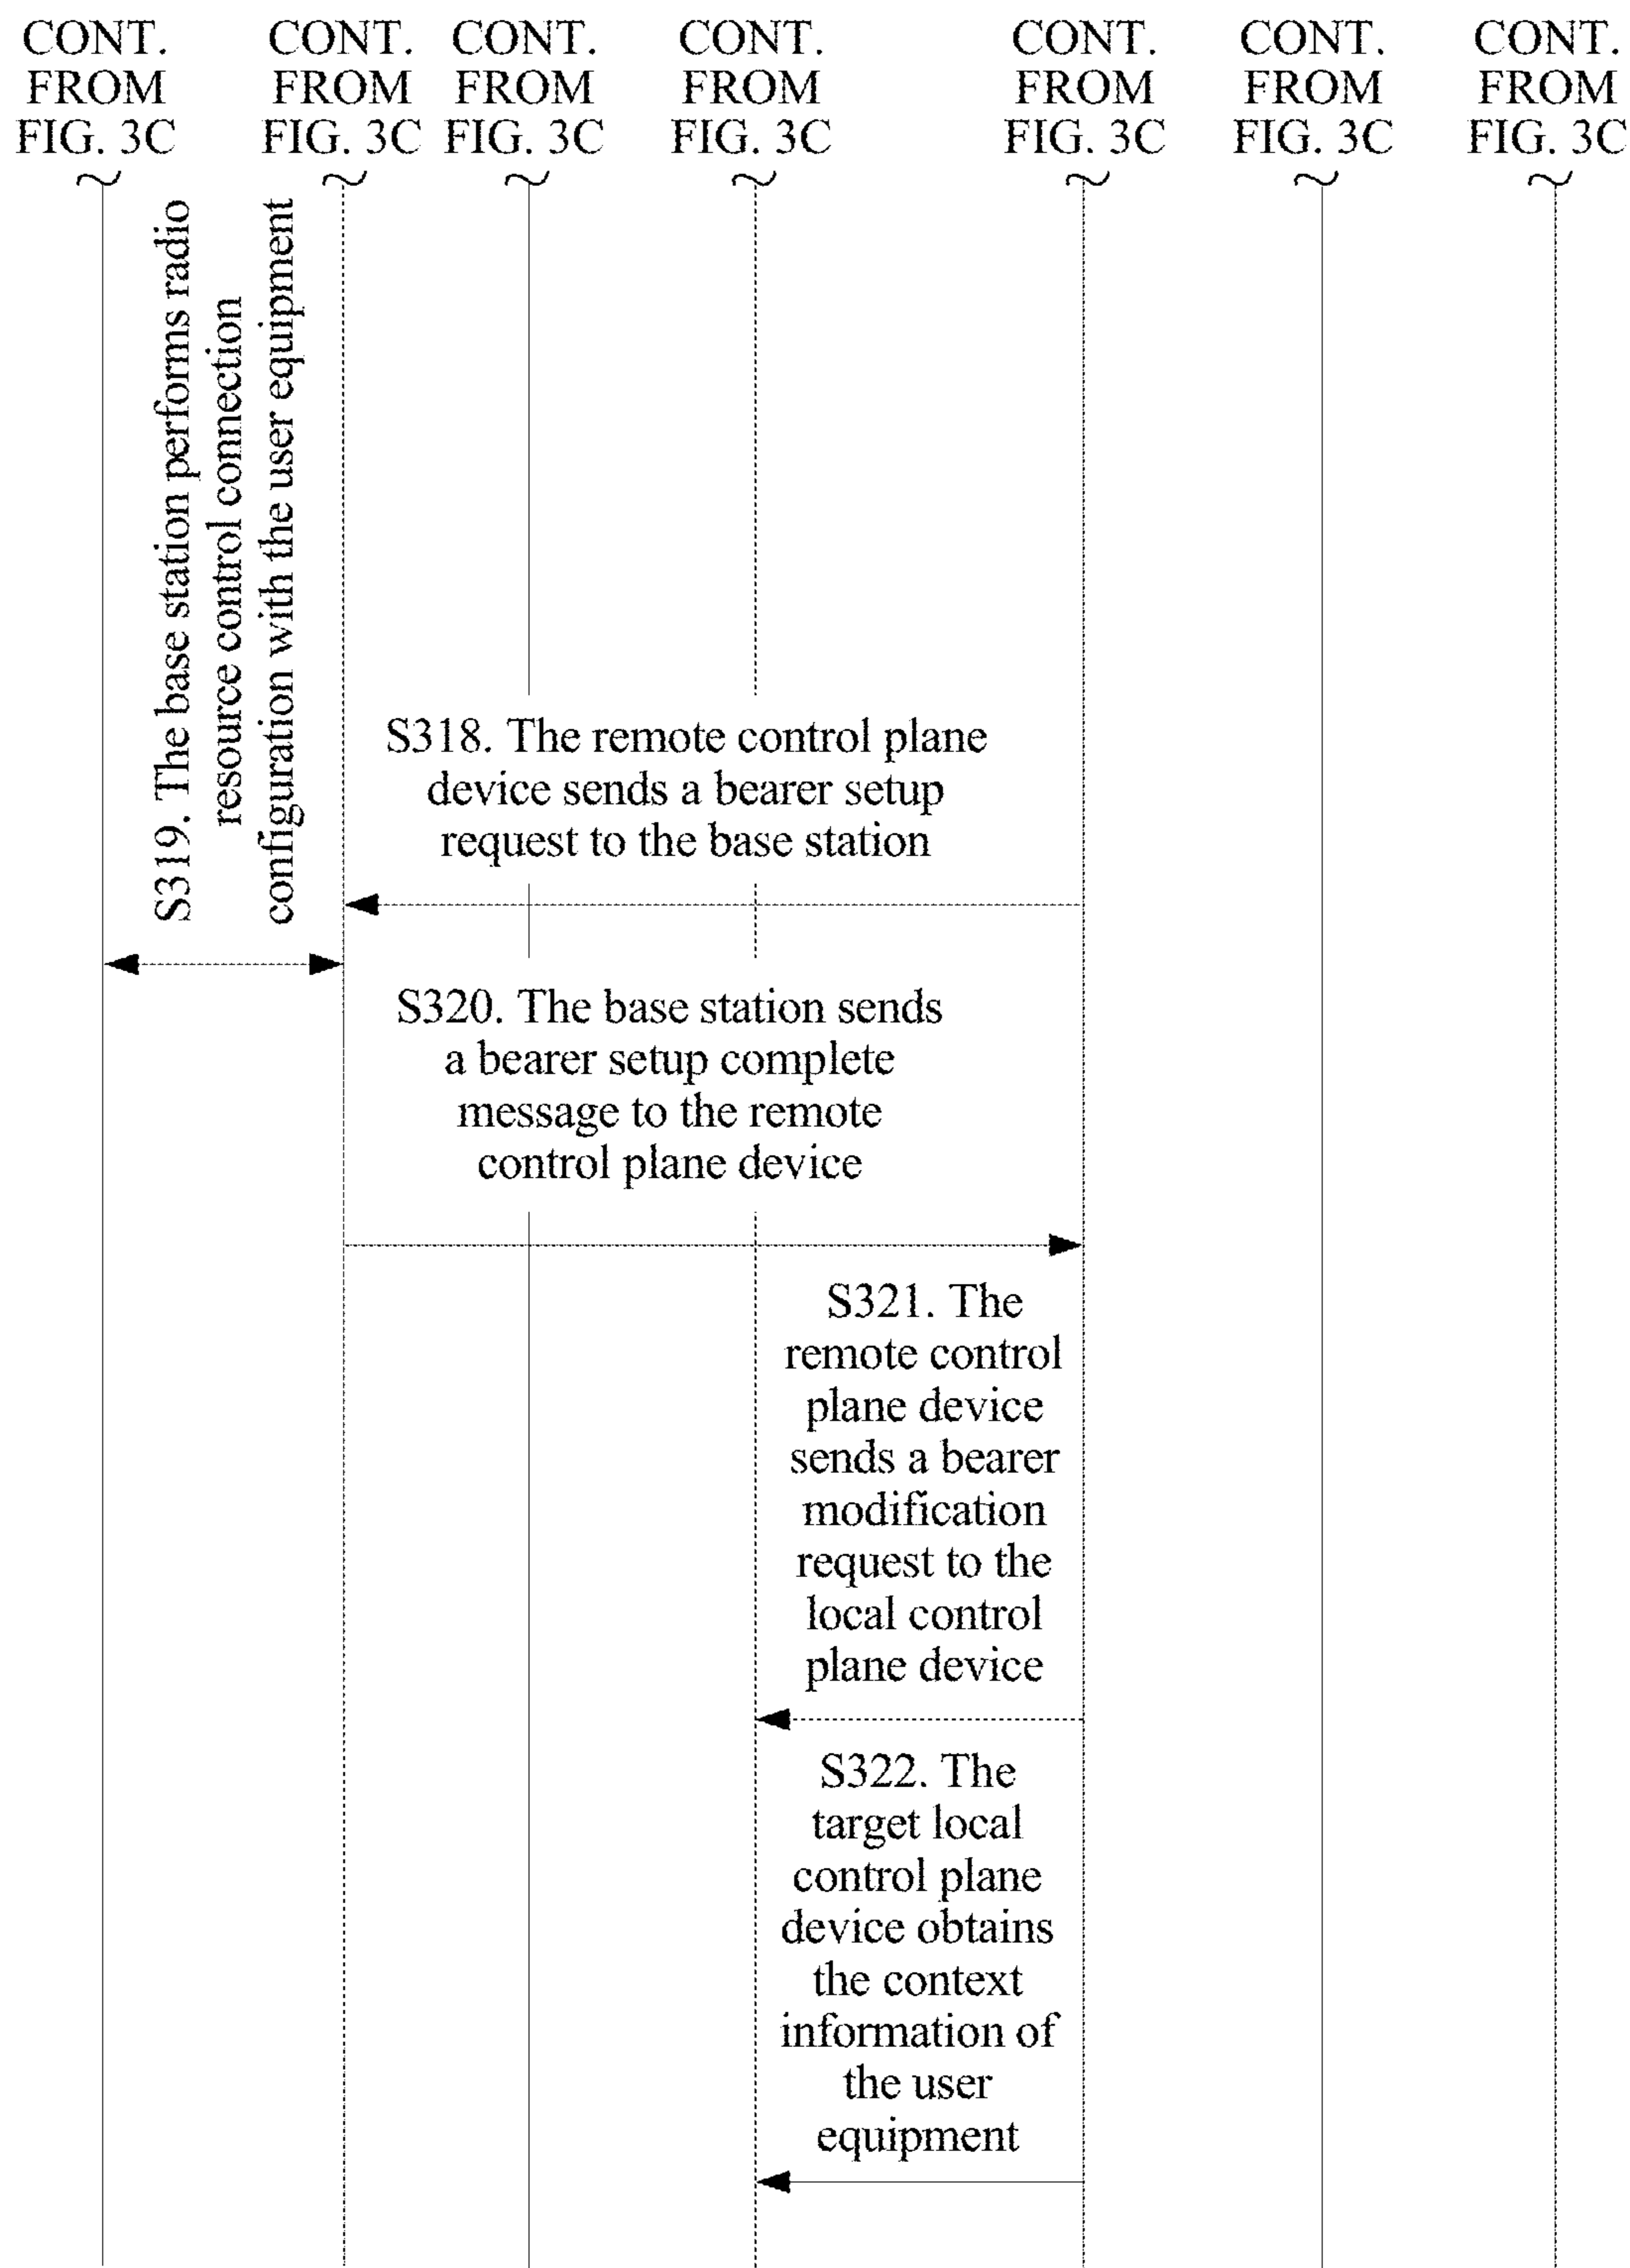 CONT.
FROM
FIG. 3C
CONT.
FROM
FIG. 3C
CONT.
FROM
FIG. 3C
CONT.
FROM
FIG. 3C
CONT.
FROM
FIG. 3C
CONT.
FROM
FIG. 3C
CONT.
FROM
FIG. 3C
S319. The base station performs radio
resource control connection
configuration with the user equipment
S318. The remote control plane
device sends a bearer setup
request to the base station
S320. The base station sends
a bearer setup complete
message to the remote
control plane device
S321. The
remote control
plane device
sends a bearer
modification
request to the
local control
plane device
S322. The
target local
control plane
device obtains
the context
information of
the user
equipment